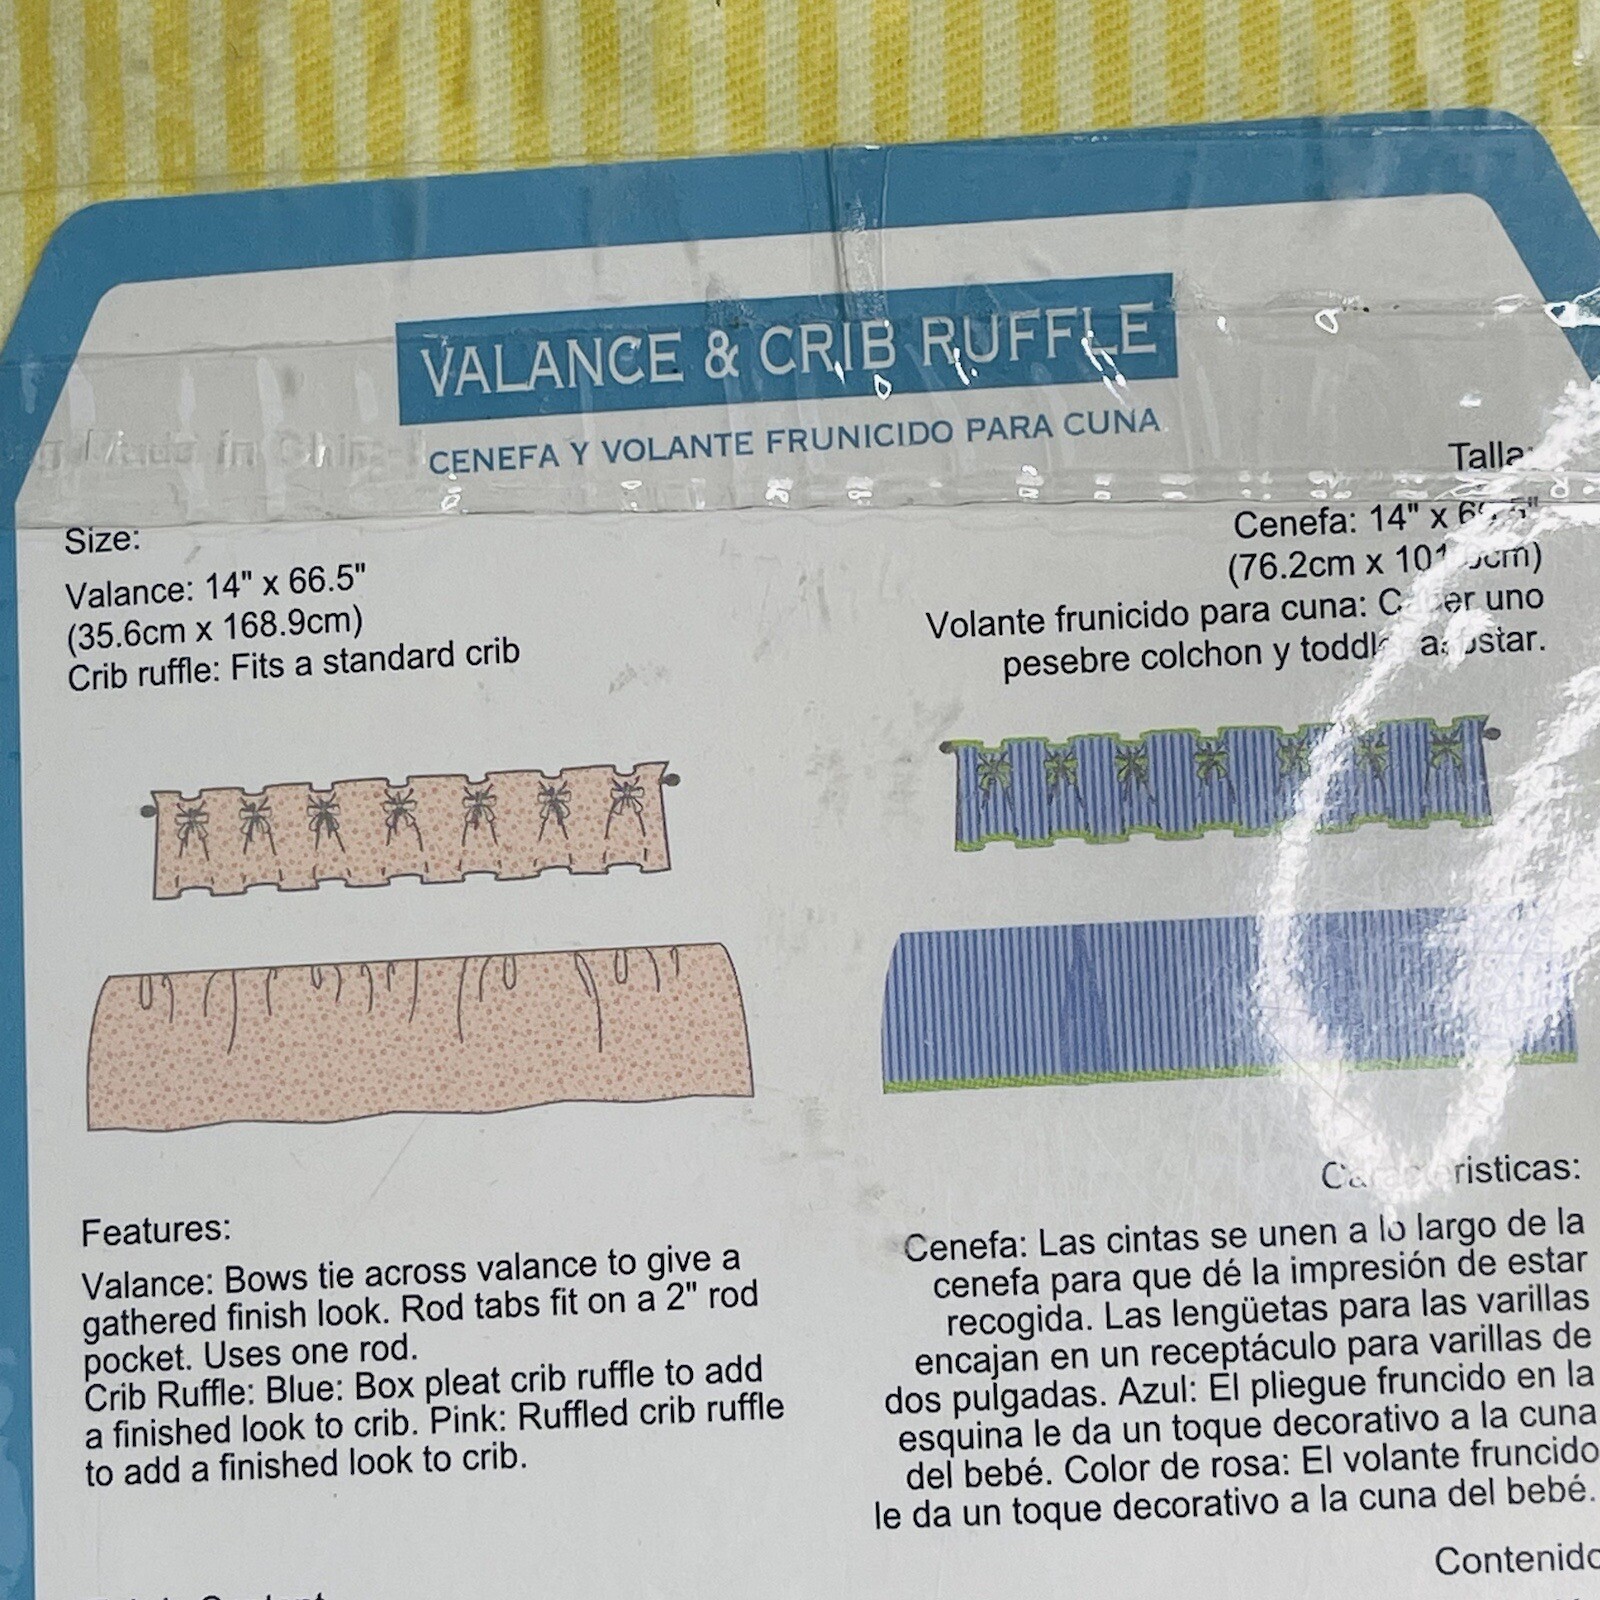 VALANCE & CRIB RUFFLE
CENEFA Y VOLANTE FRUNICIDO PARA CUNA
Made in
Size:
Valance: 14" x 66.5"
(35.6cm x 168.9cm)
Crib ruffle: Fits a standard crib
Talla:
Cenefa: 14" x
(76.2cm x
Volante frunicido para cuna: uno
pesebre colchon y
Features:
Valance: Bows tie across valance to give a
gathered finish look. Rod tabs fit on a 2" rod
pocket. Uses one rod.
Crib Ruffle: Blue: Box pleat crib ruffle to add
a finished look to crib. Pink: Ruffled crib ruffle
to add a finished look to crib.
Cenefa: Las cintas se unen a lo largo de la
cenefa para que dé la impresión de estar
recogida. Las lengüetas para las varillas
encajan en un receptáculo para varillas de
dos pulgadas. Azul: El pliegue fruncido en la
esquina le da un toque decorativo a la cuna
del bebé. Color de rosa: El volante fruncido
le da un toque decorativo a la cuna del bebé.